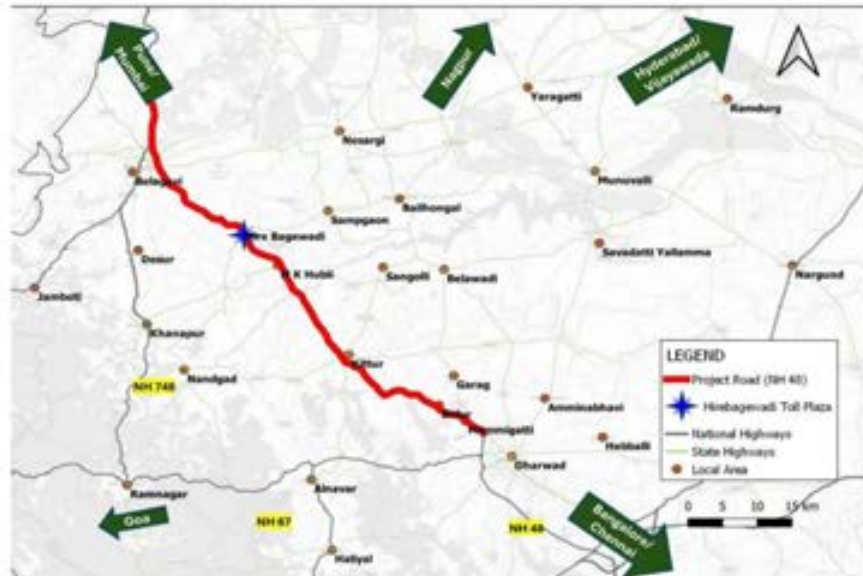 Pune/
Mumbai
Nagpur
Hyderabad/
Vijayawada
Yaragatti
Ramdurg
Nesargi
Belagavi
Munavalli
Sampgaon
Bailhongal
Hire Bagewadi
Savadatti Yallamma
Desur
M K Hubli
Sangolli
Belawadi
Nargund
Jamboti
Khanapur
Kittur
Nandgad
Garag
NH 748
Amminabhavi
Mummigatti
Hebballi
Dharwad
Ramnagar
Alnavar
Goa
NH 67
NH 48
Haliyal
Bangalore/
Chennai
LEGEND
Project Road (NH 48)
Hirebagewadi Toll Plaza
National Highways
State Highways
Local Area
0 5 10 15 km